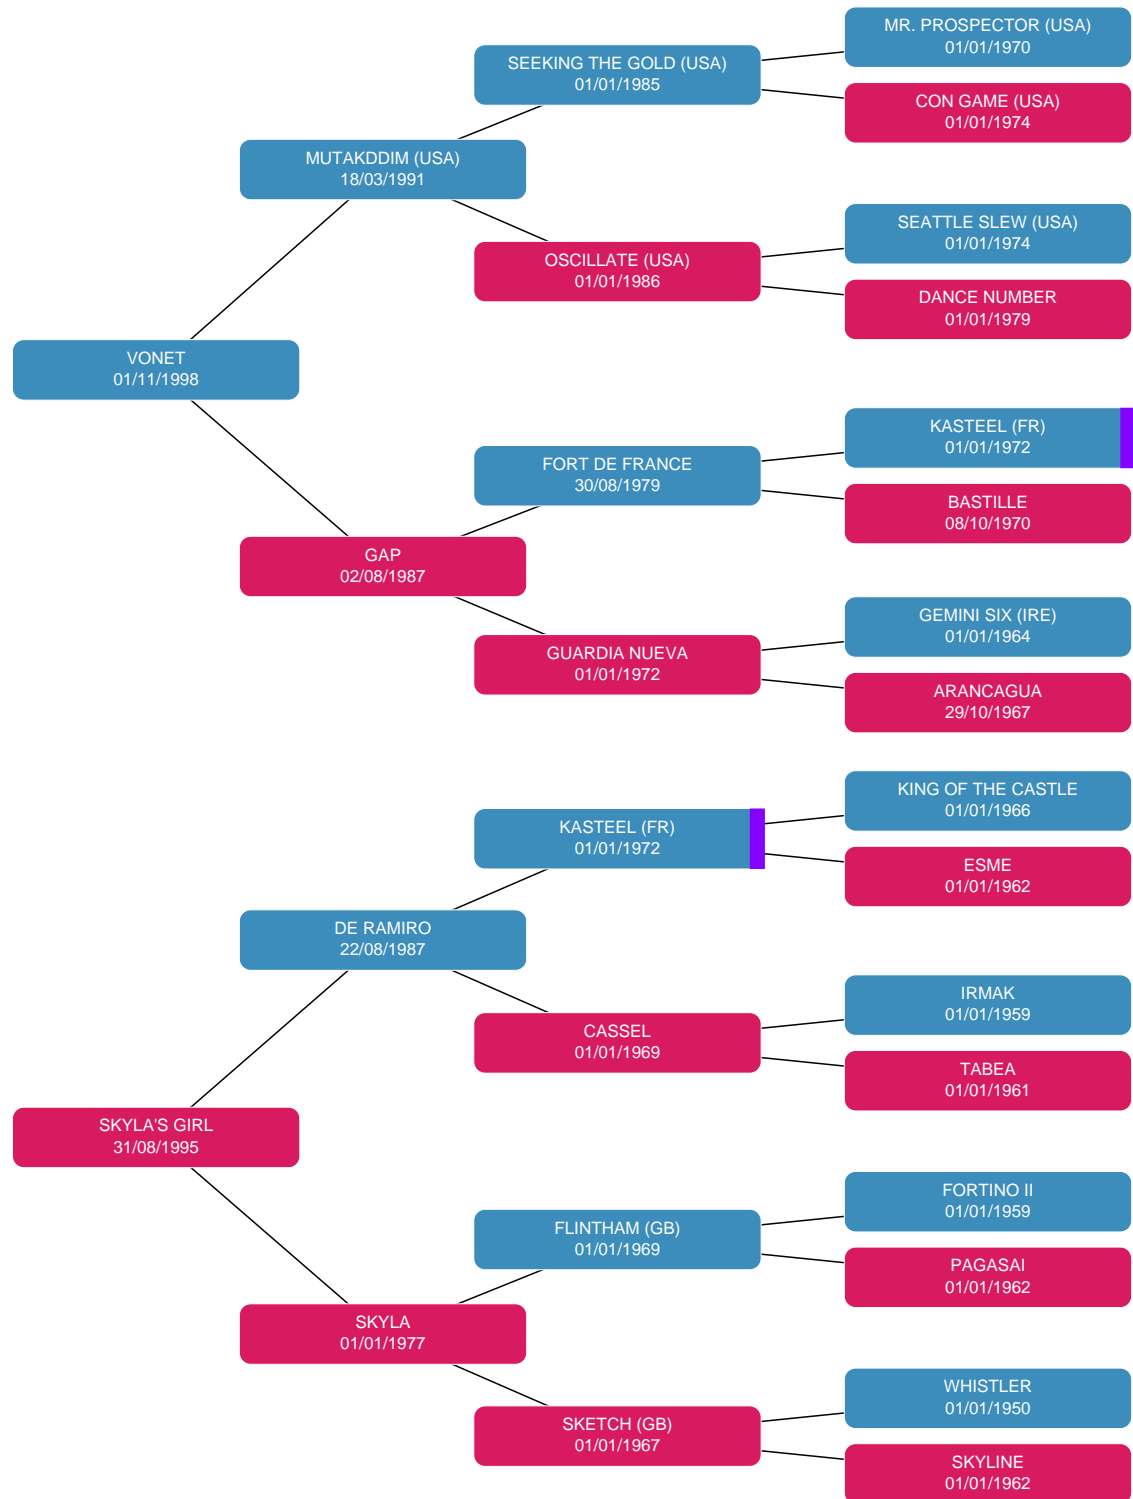 MR. PROSPECTOR (USA)
01/01/1970
SEEKING THE GOLD (USA)
01/01/1985
CON GAME (USA)
01/01/1974
MUTAKDDIM (USA)
18/03/1991
SEATTLE SLEW (USA)
01/01/1974
OSCILLATE (USA)
01/01/1986
DANCE NUMBER
01/01/1979
VONET
01/11/1998
KASTEEL (FR)
01/01/1972
FORT DE FRANCE
30/08/1979
BASTILLE
08/10/1970
GAP
02/08/1987
GEMINI SIX (IRE)
01/01/1964
GUARDIA NUEVA
01/01/1972
ARANCAGUA
29/10/1967
KING OF THE CASTLE
01/01/1966
KASTEEL (FR)
01/01/1972
ESME
01/01/1962
DE RAMIRO
22/08/1987
IRMAK
01/01/1959
CASSEL
01/01/1969
TABEA
01/01/1961
SKYLA'S GIRL
31/08/1995
FORTINO II
01/01/1959
FLINTHAM (GB)
01/01/1969
PAGASAI
01/01/1962
SKYLA
01/01/1977
WHISTLER
01/01/1950
SKETCH (GB)
01/01/1967
SKYLINE
01/01/1962